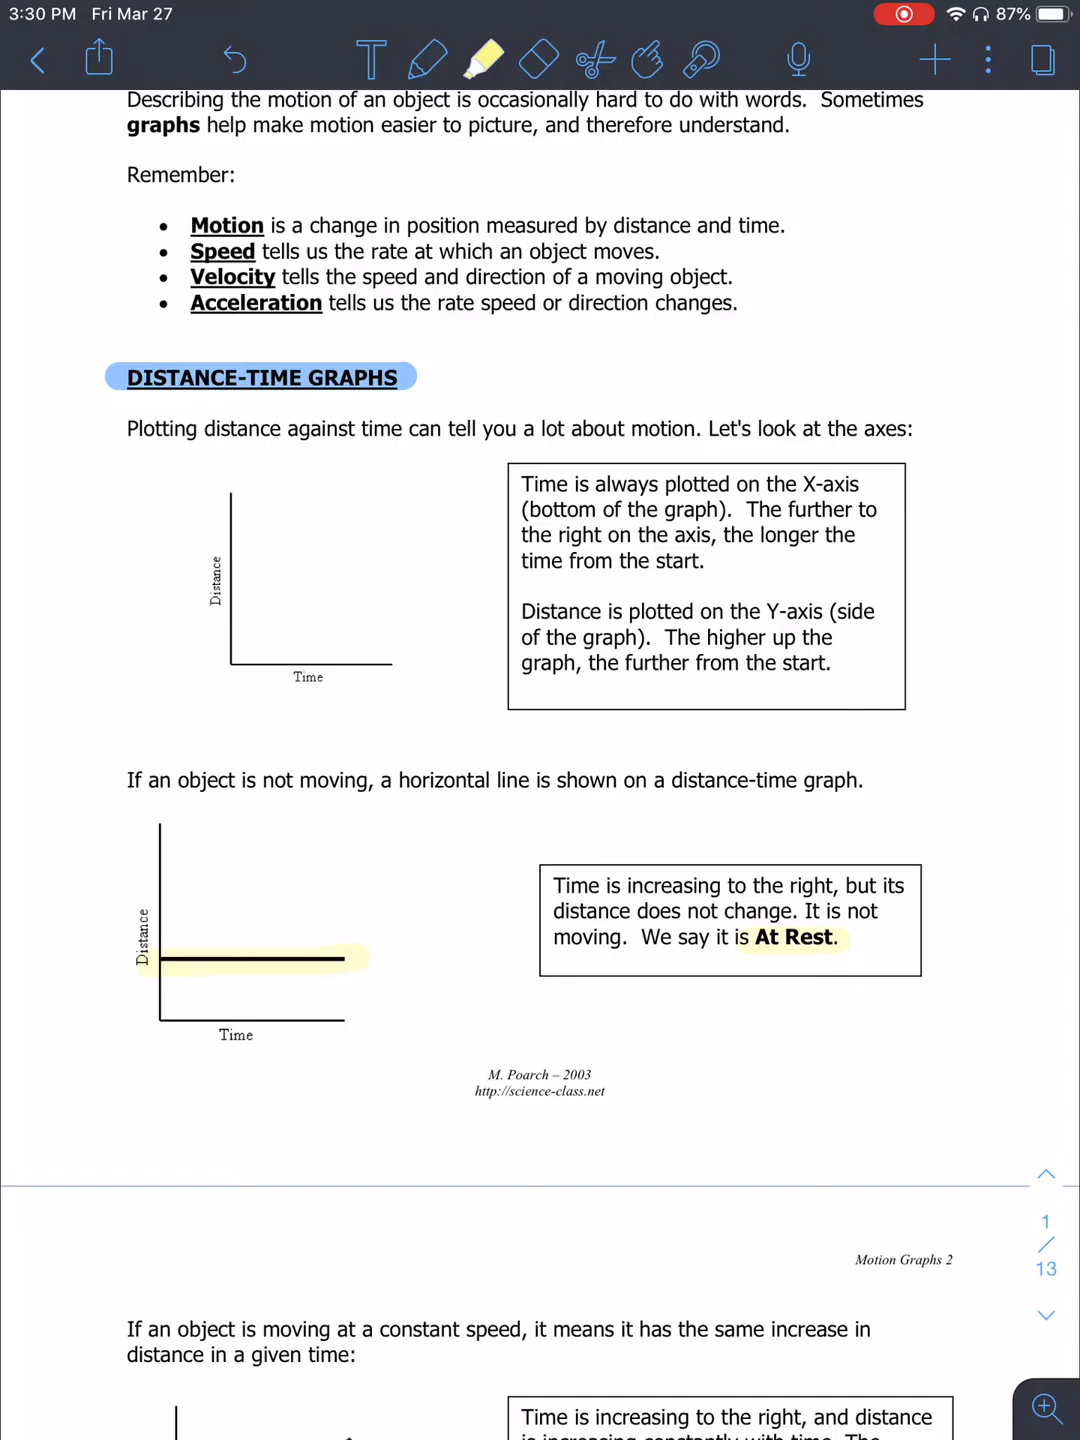 3:30 PM Fri Mar 27
87%
Describing the motion of an object is occasionally hard to do with words. Sometimes
graphs help make motion easier to picture, and therefore understand.
Remember:
• Motion is a change in position measured by distance and time.
• Speed tells us the rate at which an object moves.
• Velocity tells the speed and direction of a moving object.
• Acceleration tells us the rate speed or direction changes.
DISTANCE-TIME GRAPHS
Plotting distance against time can tell you a lot about motion. Let's look at the axes:
Distance
Time
Time is always plotted on the X-axis
(bottom of the graph). The further to
the right on the axis, the longer the
time from the start.
Distance is plotted on the Y-axis (side
of the graph). The higher up the
graph, the further from the start.
If an object is not moving, a horizontal line is shown on a distance-time graph.
Distance
Time
Time is increasing to the right, but its
distance does not change. It is not
moving. We say it is At Rest.
M. Poarch – 2003
http://science-class.net
1
/
13
Motion Graphs 2
If an object is moving at a constant speed, it means it has the same increase in
distance in a given time:
Time is increasing to the right, and distance
is increasing constantly with time. The